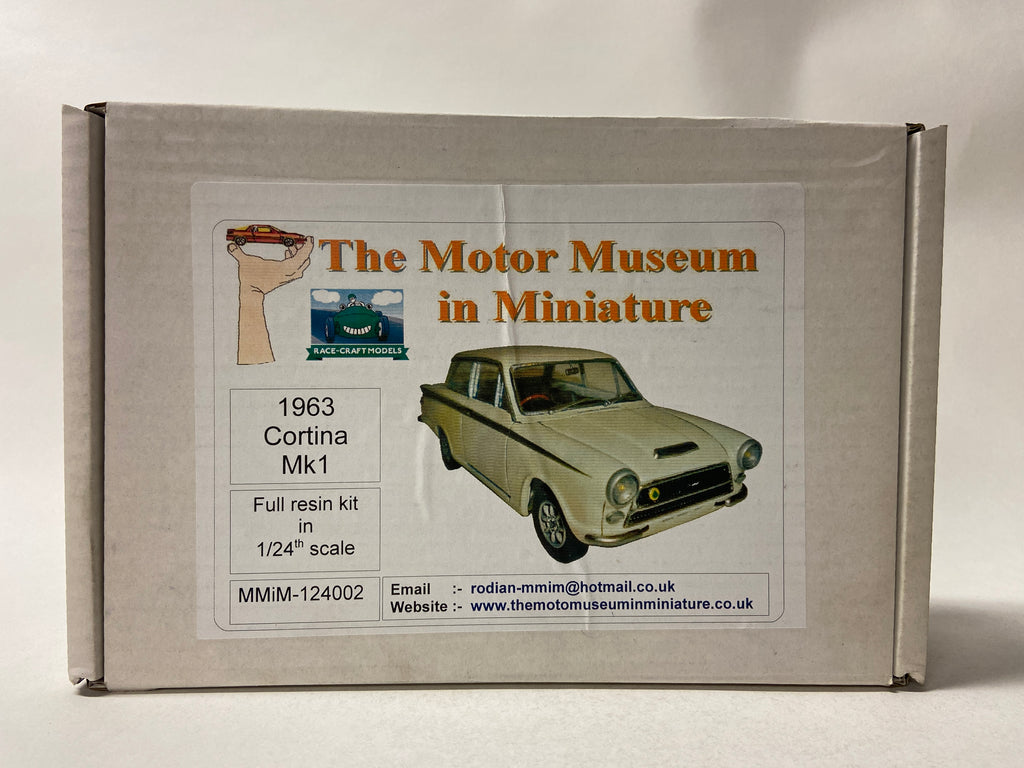 The Motor Museum
in Miniature
RACE-CRAFT MODELS
1963
Cortina
Mk1
Full resin kit
in
1/24th scale
MMiM-124002
Email :- rodian-mmim@hotmail.co.uk
Website :- www.themotomuseuminminiature.co.uk